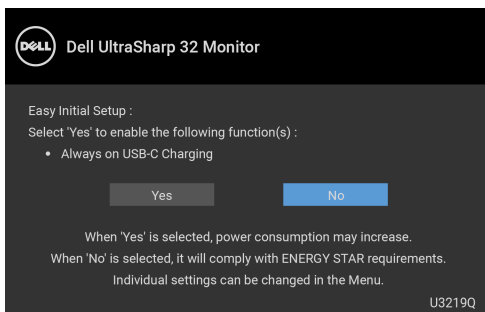 DELL Dell UltraSharp 32 Monitor
Easy Initial Setup :
Select 'Yes' to enable the following function(s) :
• Always on USB-C Charging
Yes No
When 'Yes' is selected, power consumption may increase.
When 'No' is selected, it will comply with ENERGY STAR requirements.
Individual settings can be changed in the Menu.
U3219Q